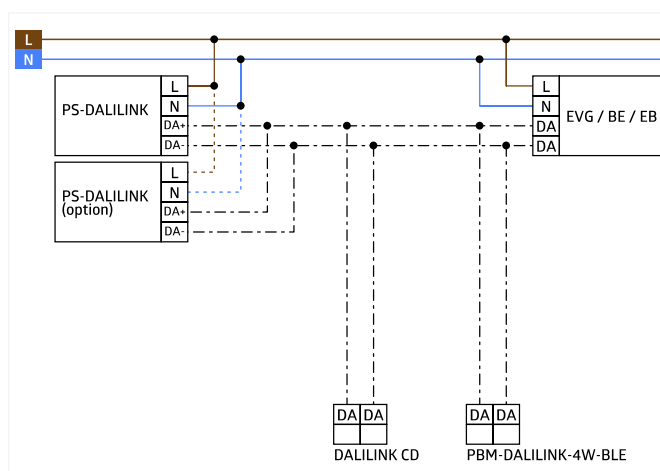 L
N
PS-DALILINK
L
N
DA+
DA-
PS-DALILINK
(option)
L
N
DA+
DA-
L
N
DA
DA
EVG / BE / EB
DA DA
DALILINK CD
DA DA
PBM-DALILINK-4W-BLE